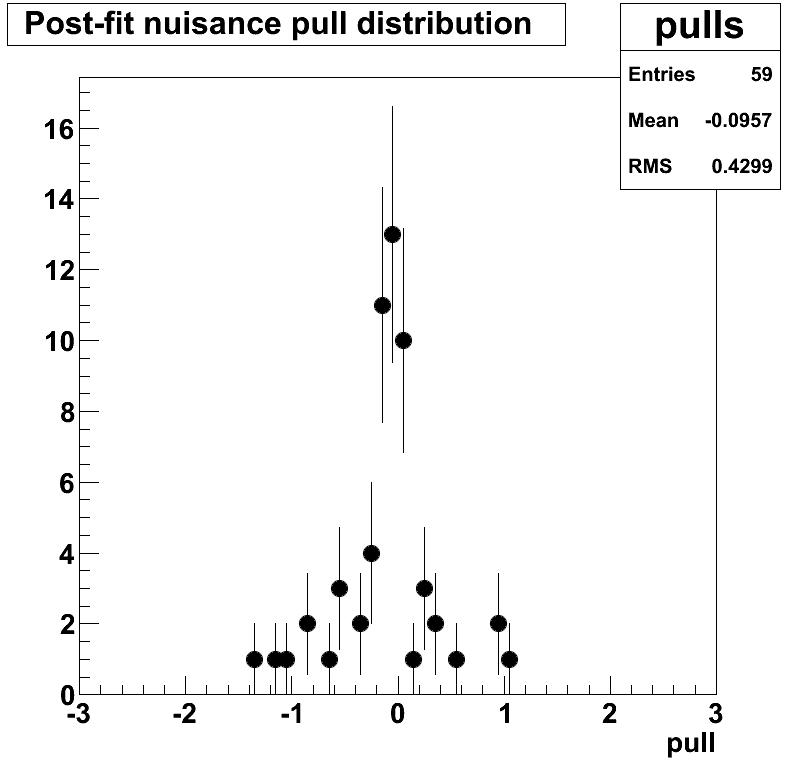 Post-fit nuisance pull distribution
pulls
Entries 59
Mean -0.0957
RMS 0.4299
16
14
12
10
8
6
4
2
0
-3 -2 -1 0 1 2 3
pull